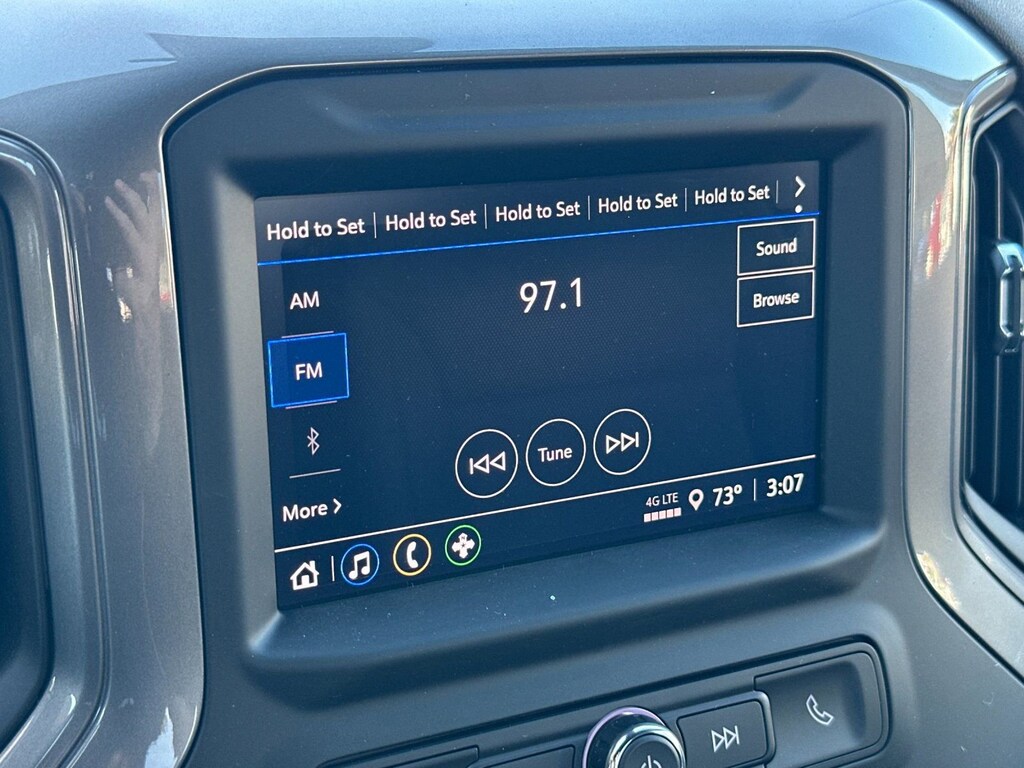 Hold to Set Hold to Set Hold to Set Hold to Set Hold to Set
Sound
AM 97.1 Browse
FM
Tune
More
4G LTE 73° 3:07